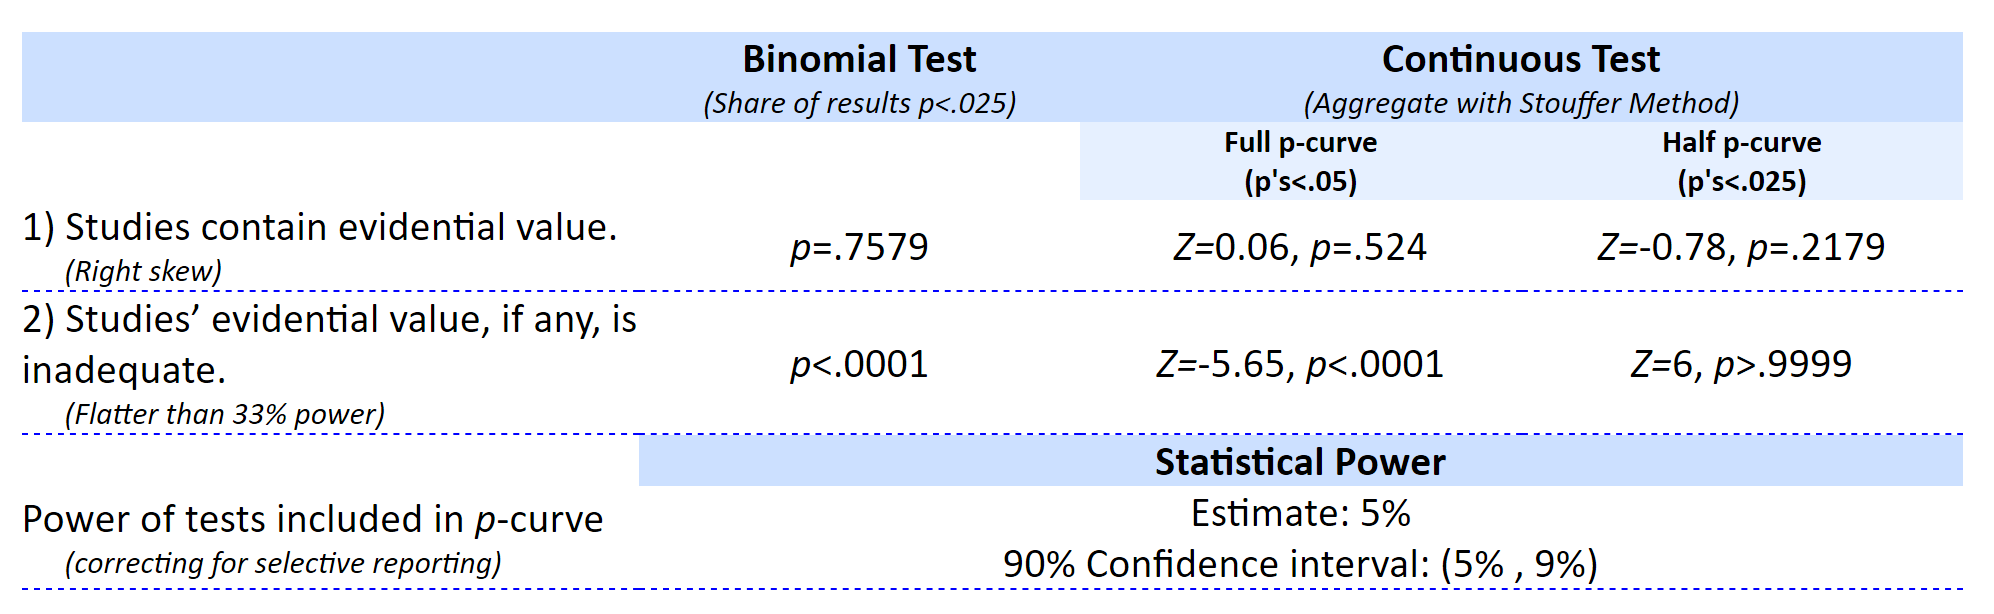 Binomial Test
(Share of results p<.025)
Continuous Test
(Aggregate with Stouffer Method)
Full p-curve
(p's<.05)
Half p-curve
(p's<.025)
1) Studies contain evidential value.
(Right skew)
p=.7579
Z=0.06, p=.524
Z=-0.78, p=.2179
2) Studies’ evidential value, if any, is
inadequate.
(Flatter than 33% power)
p<.0001
Z=-5.65, p<.0001
Z=6, p>.9999
Statistical Power
Power of tests included in p-curve
(correcting for selective reporting)
Estimate: 5%
90% Confidence interval: (5% , 9%)